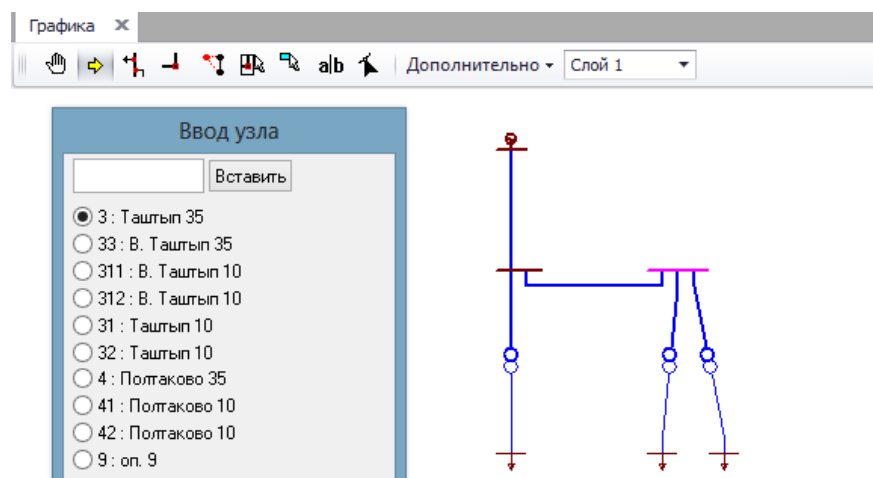 Графика
alb Дополнительно Слой 1
Ввод узла
Вставить
3 : Таштып 35
33 : В. Таштып 35
311 : В. Таштып 10
312 : В. Таштып 10
31 : Таштып 10
32 : Таштып 10
4 : Полтаково 35
41 : Полтаково 10
42 : Полтаково 10
9 : оп. 9